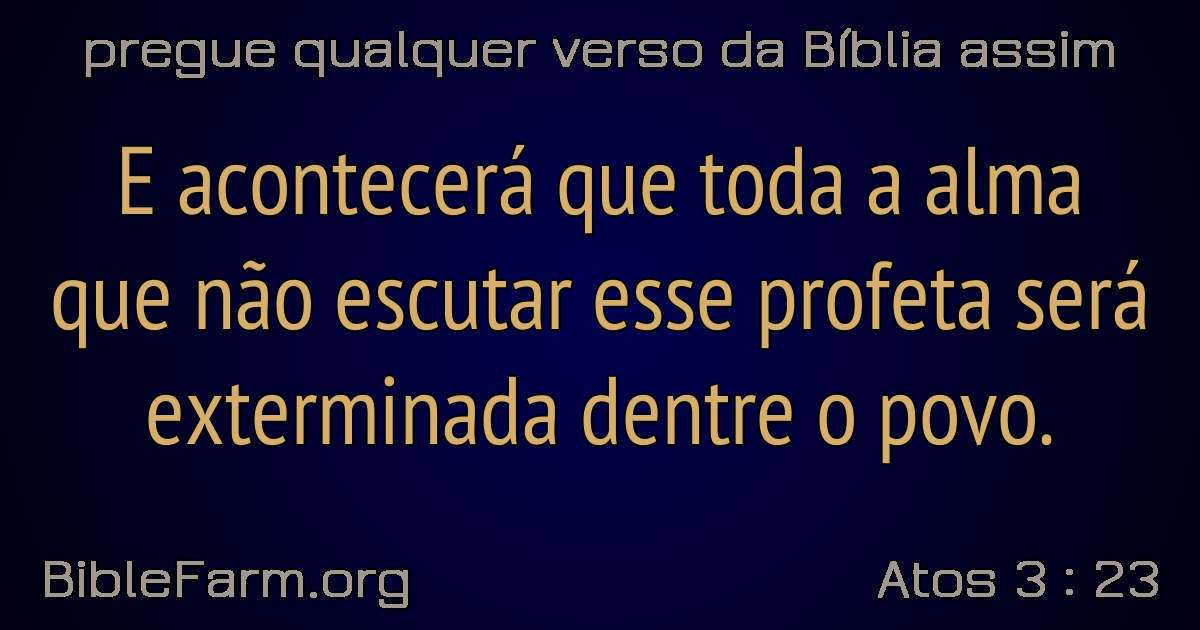 pregue qualquer verso da Bíblia assim
E acontecerá que toda a alma
que não escutar esse profeta será
exterminada dentre o povo.
BibleFarm.org
Atos 3 : 23